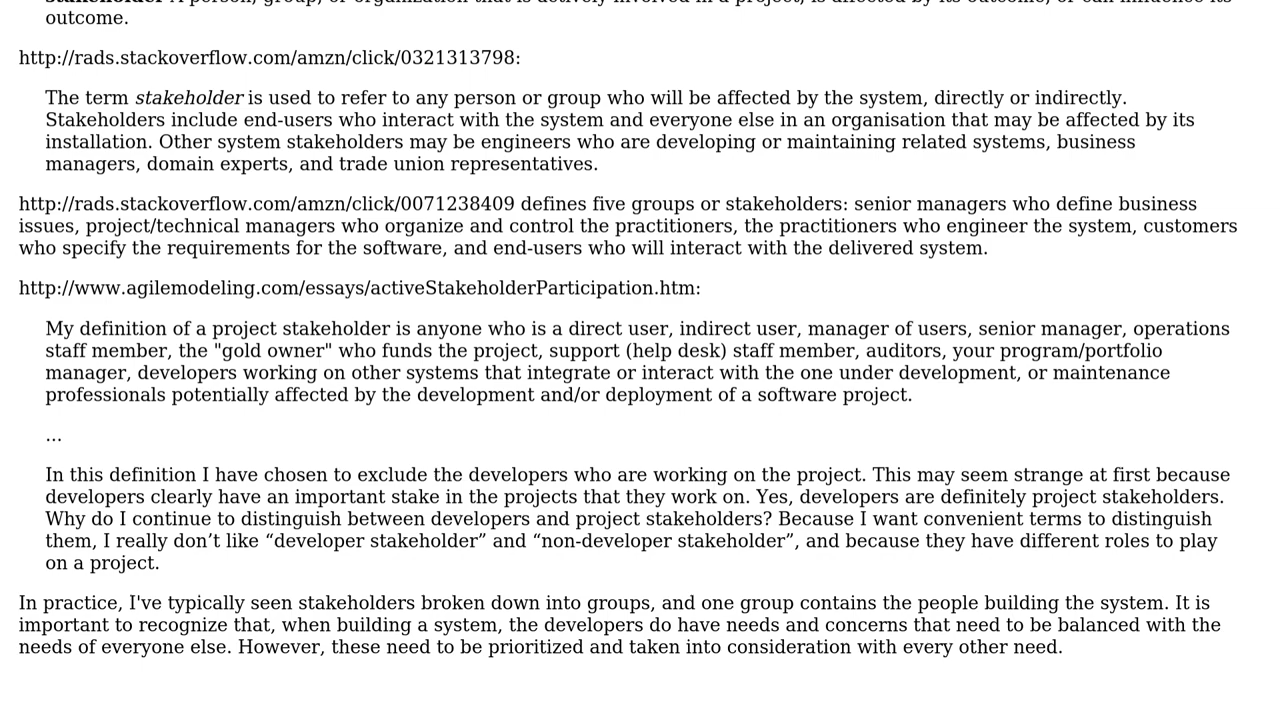 outcome.
http://rads.stackoverflow.com/amzn/click/0321313798:
The term stakeholder is used to refer to any person or group who will be affected by the system, directly or indirectly.
Stakeholders include end-users who interact with the system and everyone else in an organisation that may be affected by its
installation. Other system stakeholders may be engineers who are developing or maintaining related systems, business
managers, domain experts, and trade union representatives.
http://rads.stackoverflow.com/amzn/click/0071238409 defines five groups or stakeholders: senior managers who define business
issues, project/technical managers who organize and control the practitioners, the practitioners who engineer the system, customers
who specify the requirements for the software, and end-users who will interact with the delivered system.
http://www.agilemodeling.com/essays/activeStakeholderParticipation.htm:
My definition of a project stakeholder is anyone who is a direct user, indirect user, manager of users, senior manager, operations
staff member, the "gold owner" who funds the project, support (help desk) staff member, auditors, your program/portfolio
manager, developers working on other systems that integrate or interact with the one under development, or maintenance
professionals potentially affected by the development and/or deployment of a software project.
...
In this definition I have chosen to exclude the developers who are working on the project. This may seem strange at first because
developers clearly have an important stake in the projects that they work on. Yes, developers are definitely project stakeholders.
Why do I continue to distinguish between developers and project stakeholders? Because I want convenient terms to distinguish
them, I really don’t like “developer stakeholder” and “non-developer stakeholder”, and because they have different roles to play
on a project.
In practice, I've typically seen stakeholders broken down into groups, and one group contains the people building the system. It is
important to recognize that, when building a system, the developers do have needs and concerns that need to be balanced with the
needs of everyone else. However, these need to be prioritized and taken into consideration with every other need.